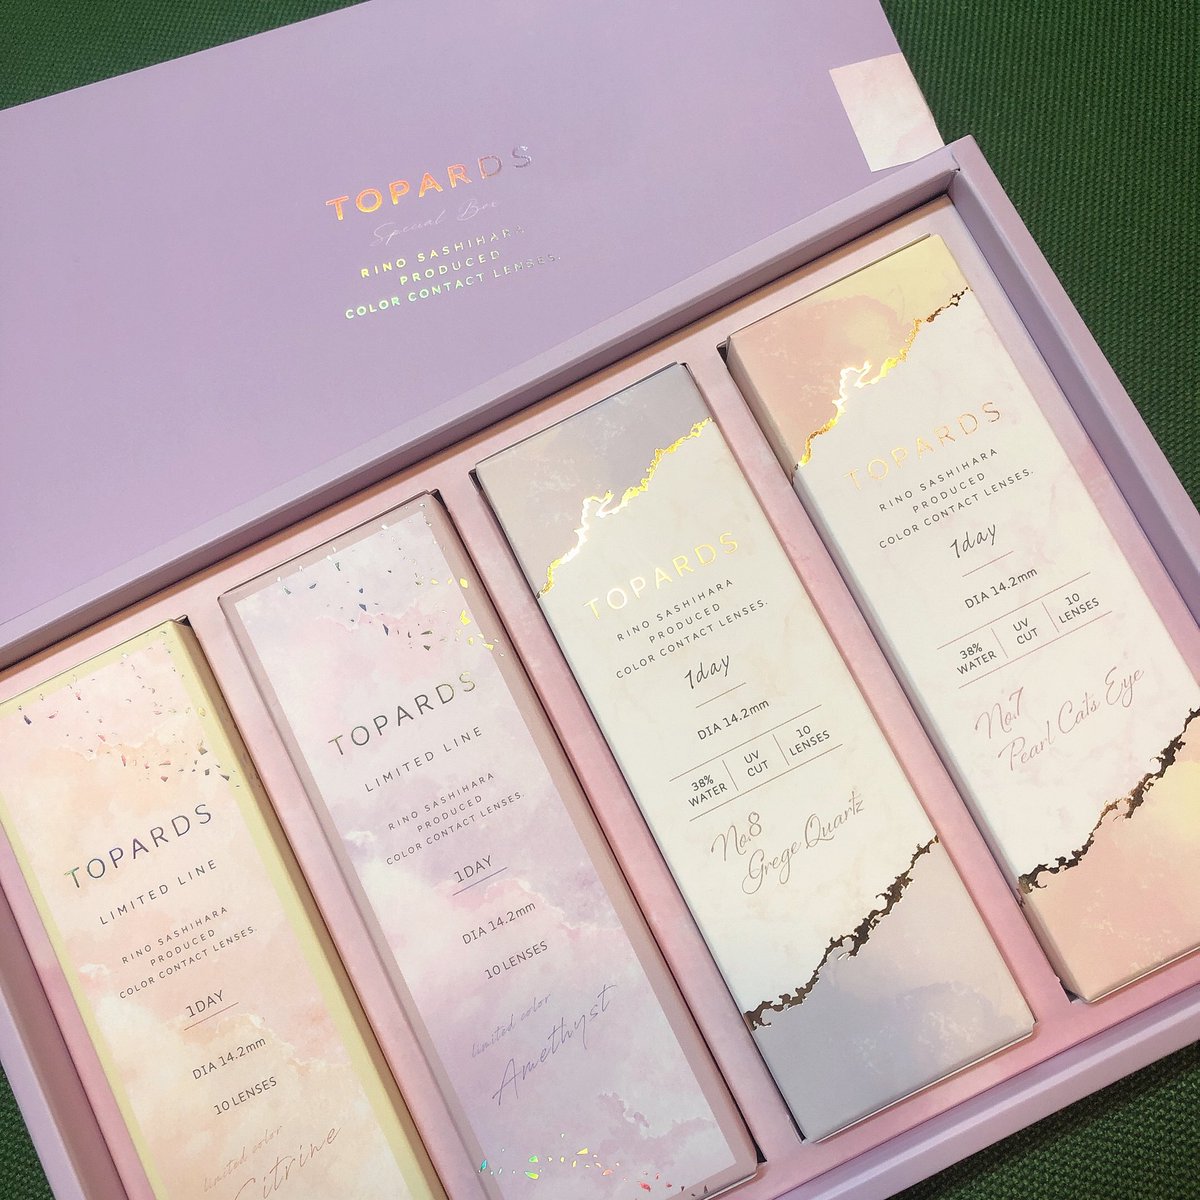 TOPARDS
Special Box
RINO SASHIHARA
PRODUCED
COLOR CONTACT LENSES.
TOPARDS
LIMITED LINE
RINO SASHIHARA
PRODUCED
COLOR CONTACT LENSES.
1DAY
DIA 14.2mm
10 LENSES
limited color
Citrine
TOPARDS
LIMITED LINE
RINO SASHIHARA
PRODUCED
COLOR CONTACT LENSES.
1DAY
DIA 14.2mm
10 LENSES
limited color
Amethyst
TOPARDS
RINO SASHIHARA
PRODUCED
COLOR CONTACT LENSES.
1day
DIA 14.2mm
38% WATER
UV CUT
10 LENSES
No.8
Grege Quartz
TOPARDS
RINO SASHIHARA
PRODUCED
COLOR CONTACT LENSES.
1day
DIA 14.2mm
38% WATER
UV CUT
10 LENSES
No.7
Pearl Cat's Eye